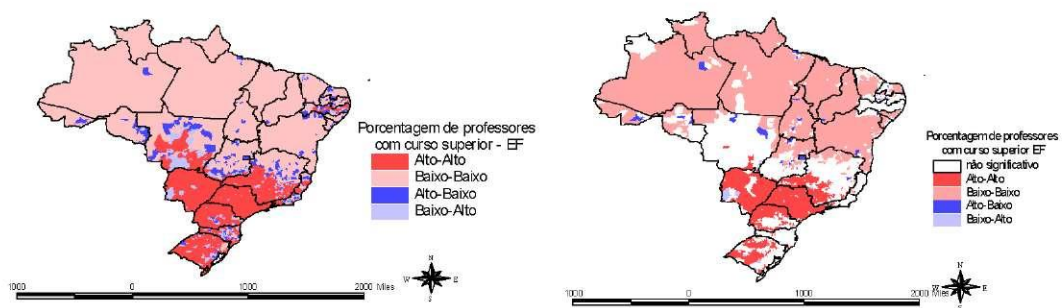 Porcentagem de professores
com curso superior - EF
Alto-Alto
Baixo-Baixo
Alto-Baixo
Baixo-Alto
N
W E
S
1000 0 1000 2000 Miles
Porcentagem de professores
com curso superior EF
não significativo
Ato-Alto
Baixo-Baixo
Alto-Baixo
Baixo-Alto
N
W E
S
1000 0 1000 2000 Miles